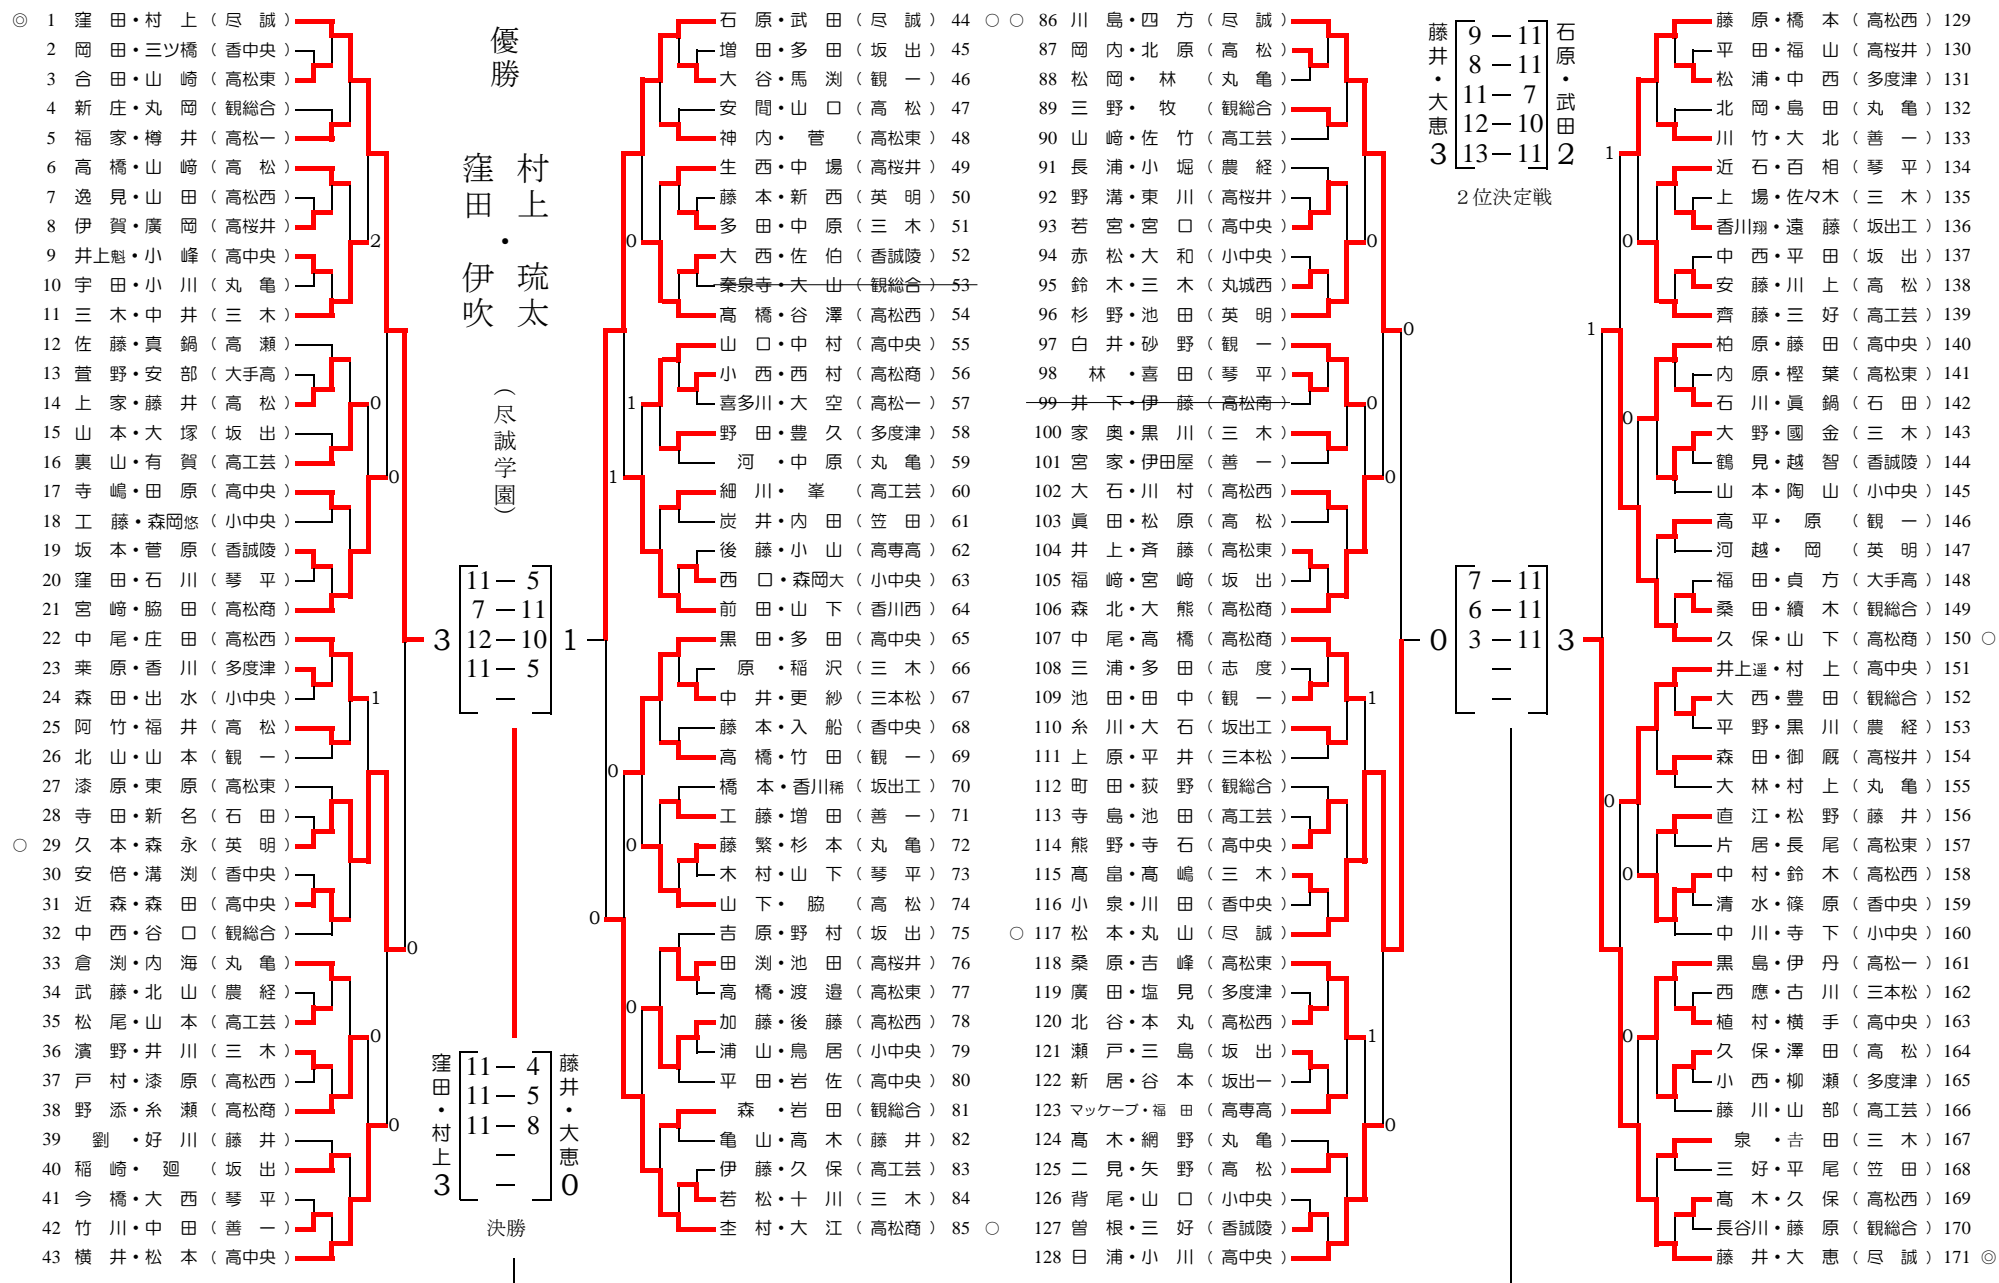 ◎ 1 窪田・村上（尽誠）
2 岡田・三ツ橋（香中央）
3 合田・山崎（高松東）
4 新庄・丸岡（観総合）
5 福家・樽井（高松一）
6 高橋・山﨑（高松）
7 逸見・山田（高松西）
8 伊賀・廣岡（高桜井）
9 井上魁・小峰（高中央）
10 宇田・小川（丸亀）
11 三木・中井（三木）
12 佐藤・真鍋（高瀬）
13 萱野・安部（大手高）
14 上家・藤井（高松）
15 山本・大塚（坂出）
16 裏山・有賀（高工芸）
17 寺嶋・田原（高中央）
18 工藤・森岡悠（小中央）
19 坂本・菅原（香誠陵）
20 窪田・石川（琴平）
21 宮﨑・脇田（高松商）
22 中尾・庄田（高松西）
23 栗原・香川（多度津）
24 森田・出水（小中央）
25 阿竹・福井（高松）
26 北山・山本（観一）
27 漆原・東原（高松東）
28 寺田・新名（石田）
○ 29 久本・森永（英明）
30 安倍・溝渕（香中央）
31 近森・森田（高中央）
32 中西・谷口（観総合）
33 倉渕・内海（丸亀）
34 武藤・北山（農経）
35 松尾・山本（高工芸）
36 濱野・井川（三木）
37 戸村・漆原（高松西）
38 野添・糸瀬（高松商）
39 劉・好川（藤井）
40 稲崎・廻（坂出）
41 今橋・大西（琴平）
42 竹川・中田（善一）
43 横井・松本（高中央）
2
0
0
1
0
0
0
優勝
村上 琉太
窪田・伊吹
（尽誠学園）
3
11－5
7－11
12－10
11－5
－
1
窪田・村上 3
11－4
11－5
11－8
－
－
藤井・大恵 0
決勝
石原・武田（尽誠） 44 ○
増田・多田（坂出） 45
大谷・馬渕（観一） 46
安間・山口（高松） 47
神内・菅（高松東） 48
生西・中場（高桜井） 49
藤本・新西（英明） 50
多田・中原（三木） 51
大西・佐伯（香誠陵） 52
秦泉寺・大山（観総合） 53
髙橋・谷澤（高松西） 54
山口・中村（高中央） 55
小西・西村（高松商） 56
喜多川・大空（高松一） 57
野田・豊久（多度津） 58
河・中原（丸亀） 59
細川・峯（高工芸） 60
炭井・内田（笠田） 61
後藤・小山（高専高） 62
西口・森岡大（小中央） 63
前田・山下（香川西） 64
黒田・多田（高中央） 65
原・稲沢（三木） 66
中井・更紗（三本松） 67
藤本・入船（香中央） 68
高橋・竹田（観一） 69
橋本・香川稀（坂出工） 70
工藤・増田（善一） 71
藤繁・杉本（丸亀） 72
木村・山下（琴平） 73
山下・脇（高松） 74
吉原・野村（坂出） 75
田渕・池田（高桜井） 76
高橋・渡邉（高松東） 77
加藤・後藤（高松西） 78
浦山・鳥居（小中央） 79
平田・岩佐（高中央） 80
森・岩田（観総合） 81
亀山・高木（藤井） 82
伊藤・久保（高工芸） 83
若松・十川（三木） 84
杢村・大江（高松商） 85 ○
0
1
1
0
0
0
0
○ 86 川島・四方（尽誠）
87 岡内・北原（高松）
88 松岡・林（丸亀）
89 三野・牧（観総合）
90 山﨑・佐竹（高工芸）
91 長浦・小堀（農経）
92 野溝・東川（高桜井）
93 若宮・宮口（高中央）
94 赤松・大和（小中央）
95 鈴木・三木（丸城西）
96 杉野・池田（英明）
97 白井・砂野（観一）
98 林・喜田（琴平）
99 井下・伊藤（高松南）
100 家奥・黒川（三木）
101 宮家・伊田屋（善一）
102 大石・川村（高松西）
103 眞田・松原（高松）
104 井上・斉藤（高松東）
105 福﨑・宮﨑（坂出）
106 森北・大熊（高松商）
107 中尾・高橋（高松商）
108 三浦・多田（志度）
109 池田・田中（観一）
110 糸川・大石（坂出工）
111 上原・平井（三本松）
112 町田・荻野（観総合）
113 寺島・池田（高工芸）
114 熊野・寺石（高中央）
115 髙畠・髙嶋（三木）
116 小泉・川田（香中央）
○ 117 松本・丸山（尽誠）
118 桑原・吉峰（高松東）
119 廣田・塩見（多度津）
120 北谷・本丸（高松西）
121 瀬戸・三島（坂出）
122 新居・谷本（坂出一）
123 マッケーブ・福田（高専高）
124 髙木・網野（丸亀）
125 二見・矢野（高松）
126 背尾・山口（小中央）
127 曽根・三好（香誠陵）
128 日浦・小川（高中央）
0
0
0
0
1
1
0
藤井・大恵 3
9－11
8－11
11－7
12－10
13－11
石原・武田 2
2位決定戦
0
7－11
6－11
3－11
－
－
3
藤原・橋本（高松西） 129
平田・福山（高桜井） 130
松浦・中西（多度津） 131
北岡・島田（丸亀） 132
川竹・大北（善一） 133
近石・百相（琴平） 134
上場・佐々木（三木） 135
香川翔・遠藤（坂出工） 136
中西・平田（坂出） 137
安藤・川上（高松） 138
齊藤・三好（高工芸） 139
柏原・藤田（高中央） 140
内原・樫葉（高松東） 141
石川・眞鍋（石田） 142
大野・國金（三木） 143
鶴見・越智（香誠陵） 144
山本・陶山（小中央） 145
高平・原（観一） 146
河越・岡（英明） 147
福田・貞方（大手高） 148
桑田・續木（観総合） 149
久保・山下（高松商） 150 ○
井上遥・村上（高中央） 151
大西・豊田（観総合） 152
平野・黒川（農経） 153
森田・御厩（高桜井） 154
大林・村上（丸亀） 155
直江・松野（藤井） 156
片居・長尾（高松東） 157
中村・鈴木（高松西） 158
清水・篠原（香中央） 159
中川・寺下（小中央） 160
黒島・伊丹（高松一） 161
西應・古川（三本松） 162
植村・横手（高中央） 163
久保・澤田（高松） 164
小西・柳瀬（多度津） 165
藤川・山部（高工芸） 166
泉・𠮷田（三木） 167
三好・平尾（笠田） 168
髙木・久保（高松西） 169
長谷川・藤原（観総合） 170
藤井・大恵（尽誠） 171 ◎
1
0
1
0
0
0
0